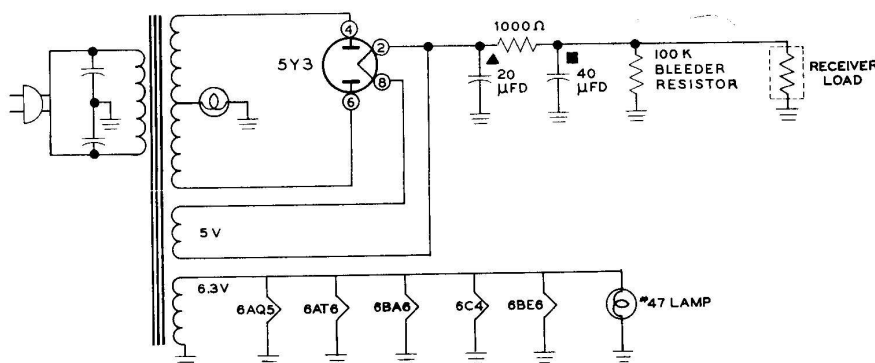 4
5Y3
2
8
6
1000Ω
20
µFD
40
µFD
100 K
BLEEDER
RESISTOR
RECEIVER
LOAD
5 V
6.3V
6AQ5
6AT6
6BA6
6C4
6BE6
#47 LAMP